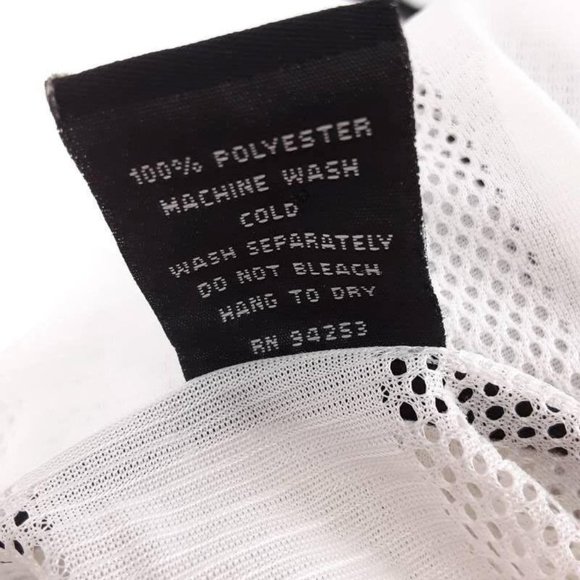 100% POLYESTER
MACHINE WASH
COLD
WASH SEPARATELY
DO NOT BLEACH
HANG TO DRY
RN 94253